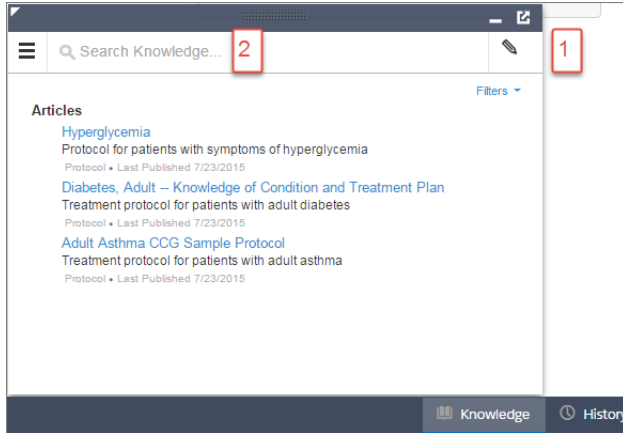 Search Knowledge... 2
1
Filters
Articles
Hyperglycemia
Protocol for patients with symptoms of hyperglycemia
Protocol • Last Published 7/23/2015
Diabetes, Adult -- Knowledge of Condition and Treatment Plan
Treatment protocol for patients with adult diabetes
Protocol • Last Published 7/23/2015
Adult Asthma CCG Sample Protocol
Treatment protocol for patients with adult asthma
Protocol • Last Published 7/23/2015
Knowledge History